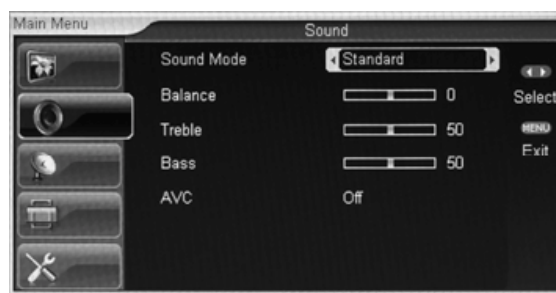 Main Menu
Sound
Sound Mode Standard
Balance 0 Select
Treble 50 MENU
Exit
Bass 50
AVC Off